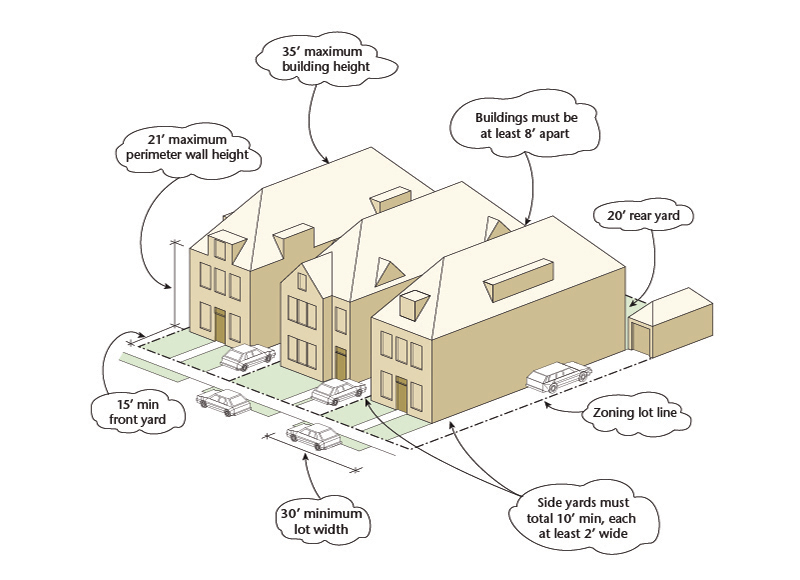 35’ maximum
building height
Buildings must be
at least 8’ apart
21’ maximum
perimeter wall height
20’ rear yard
15’ min
front yard
Zoning lot line
30’ minimum
lot width
Side yards must
total 10’ min, each
at least 2’ wide